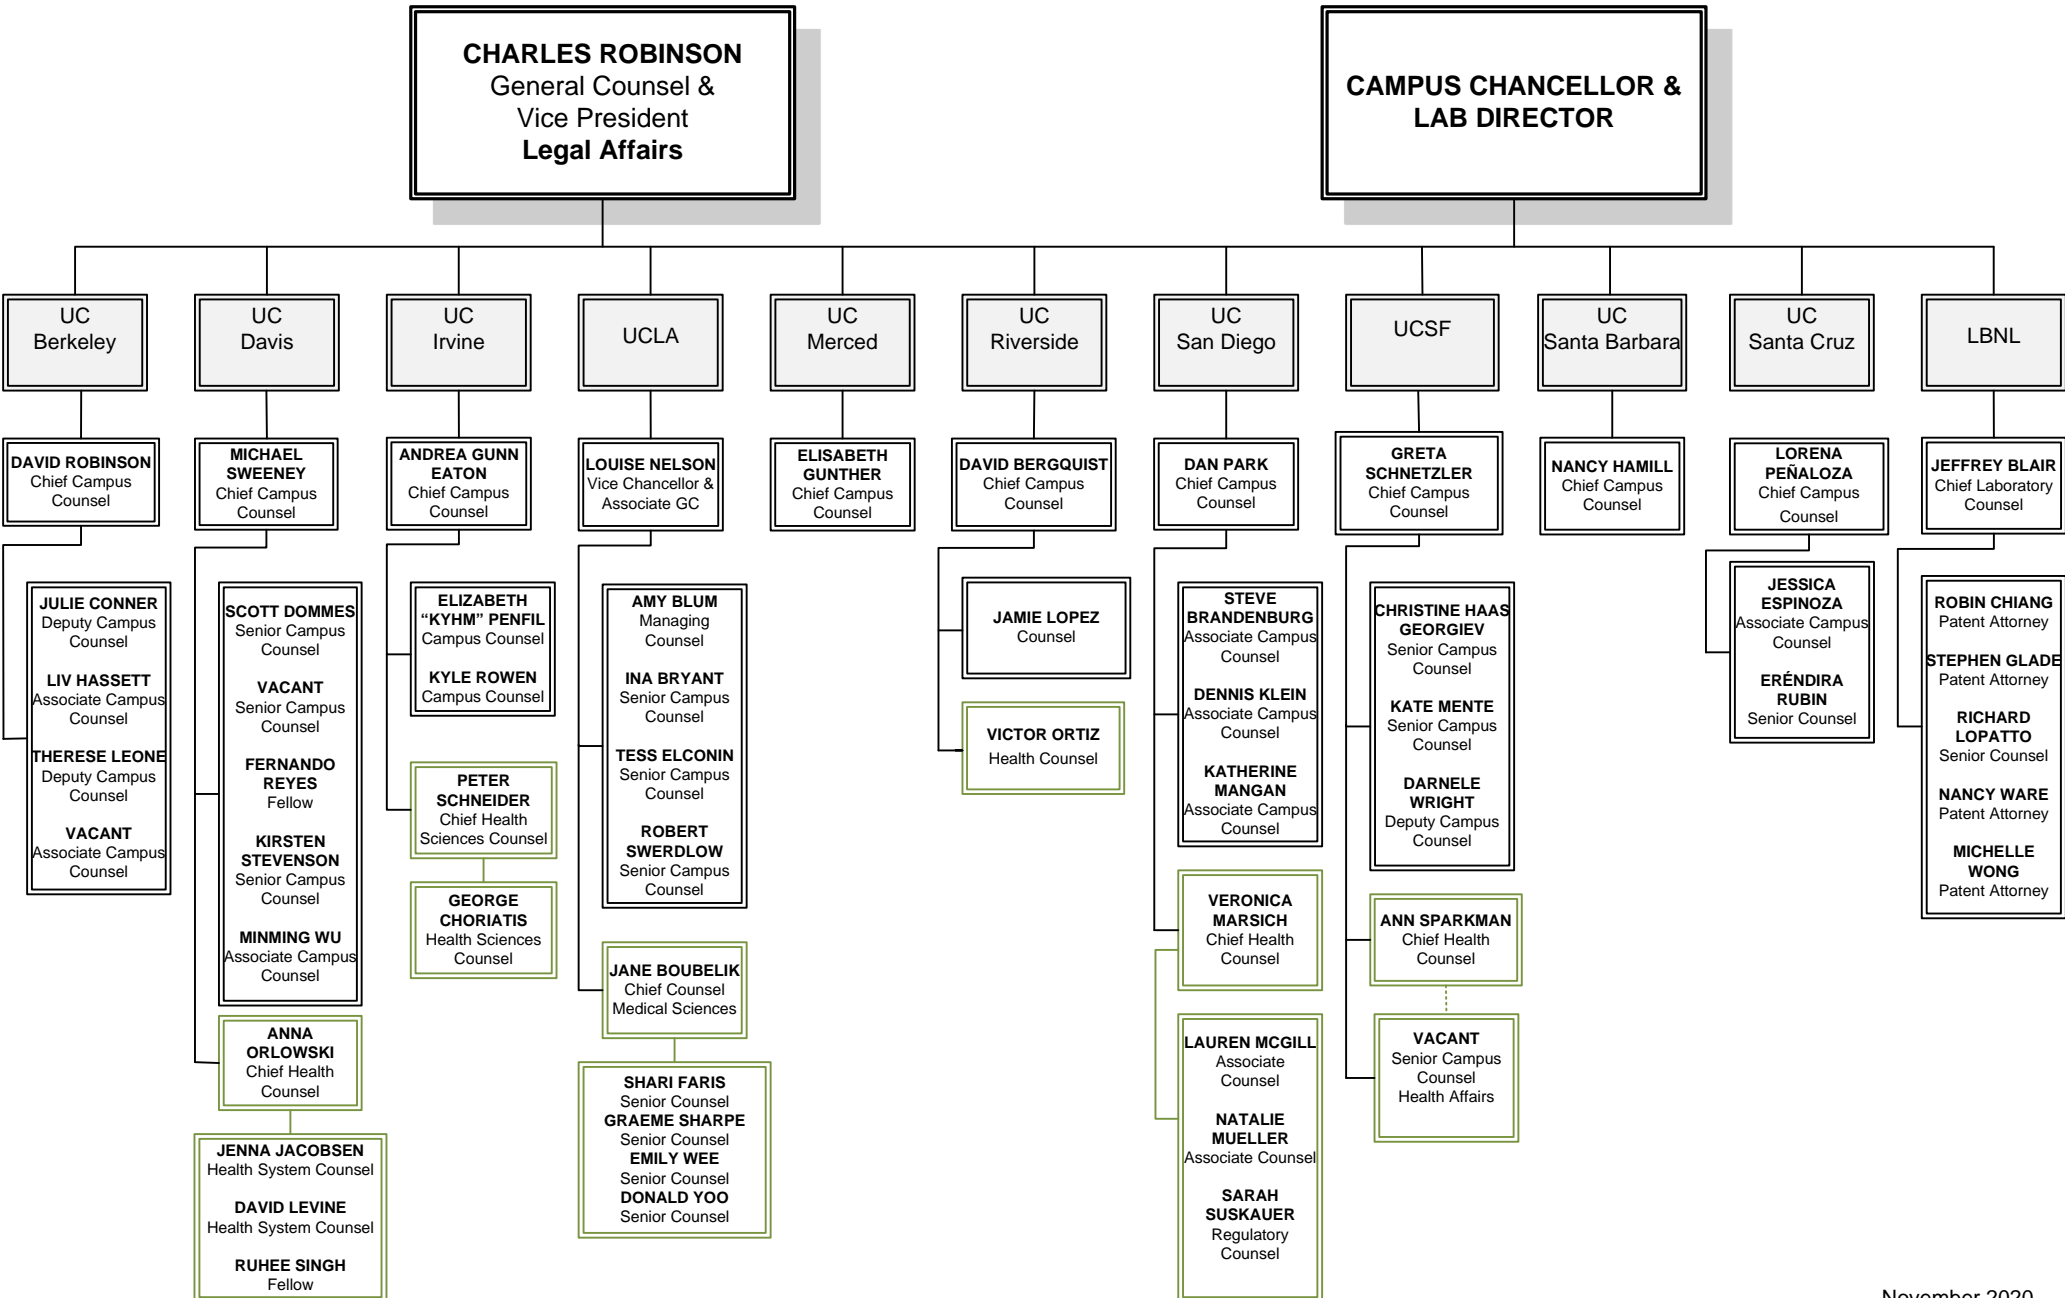 CHARLES ROBINSON
General Counsel &
Vice President
Legal Affairs
CAMPUS CHANCELLOR &
LAB DIRECTOR
UC
Berkeley
UC
Davis
UC
Irvine
UCLA
UC
Merced
UC
Riverside
UC
San Diego
UCSF
UC
Santa Barbara
UC
Santa Cruz
LBNL
DAVID ROBINSON
Chief Campus
Counsel
MICHAEL
SWEENEY
Chief Campus
Counsel
ANDREA GUNN
EATON
Chief Campus
Counsel
LOUISE NELSON
Vice Chancellor &
Associate GC
ELISABETH
GUNTHER
Chief Campus
Counsel
DAVID BERGQUIST
Chief Campus
Counsel
DAN PARK
Chief Campus
Counsel
GRETA
SCHNETZLER
Chief Campus
Counsel
NANCY HAMILL
Chief Campus
Counsel
LORENA
PEÑALOZA
Chief Campus
Counsel
JEFFREY BLAIR
Chief Laboratory
Counsel
JULIE CONNER
Deputy Campus
Counsel
LIV HASSETT
Associate Campus
Counsel
THERESE LEONE
Deputy Campus
Counsel
VACANT
Associate Campus
Counsel
SCOTT DOMMES
Senior Campus
Counsel
VACANT
Senior Campus
Counsel
FERNANDO
REYES
Fellow
KIRSTEN
STEVENSON
Senior Campus
Counsel
MINMING WU
Associate Campus
Counsel
ANNA
ORLOWSKI
Chief Health
Counsel
JENNA JACOBSEN
Health System Counsel
DAVID LEVINE
Health System Counsel
RUHEE SINGH
Fellow
ELIZABETH
“KYHM” PENFIL
Campus Counsel
KYLE ROWEN
Campus Counsel
PETER
SCHNEIDER
Chief Health
Sciences Counsel
GEORGE
CHORIATIS
Health Sciences
Counsel
AMY BLUM
Managing
Counsel
INA BRYANT
Senior Campus
Counsel
TESS ELCONIN
Senior Campus
Counsel
ROBERT
SWERDLOW
Senior Campus
Counsel
JANE BOUBELIK
Chief Counsel
Medical Sciences
SHARI FARIS
Senior Counsel
GRAEME SHARPE
Senior Counsel
EMILY WEE
Senior Counsel
DONALD YOO
Senior Counsel
JAMIE LOPEZ
Counsel
VICTOR ORTIZ
Health Counsel
STEVE
BRANDENBURG
Associate Campus
Counsel
DENNIS KLEIN
Associate Campus
Counsel
KATHERINE
MANGAN
Associate Campus
Counsel
VERONICA
MARSICH
Chief Health
Counsel
LAUREN MCGILL
Associate
Counsel
NATALIE
MUELLER
Associate Counsel
SARAH
SUSKAUER
Regulatory
Counsel
CHRISTINE HAAS
GEORGIEV
Senior Campus
Counsel
KATE MENTE
Senior Campus
Counsel
DARNELE
WRIGHT
Deputy Campus
Counsel
ANN SPARKMAN
Chief Health
Counsel
VACANT
Senior Campus
Counsel
Health Affairs
JESSICA
ESPINOZA
Associate Campus
Counsel
ERÉNDIRA
RUBIN
Senior Counsel
ROBIN CHIANG
Patent Attorney
STEPHEN GLADE
Patent Attorney
RICHARD
LOPATTO
Senior Counsel
NANCY WARE
Patent Attorney
MICHELLE
WONG
Patent Attorney
November 2020